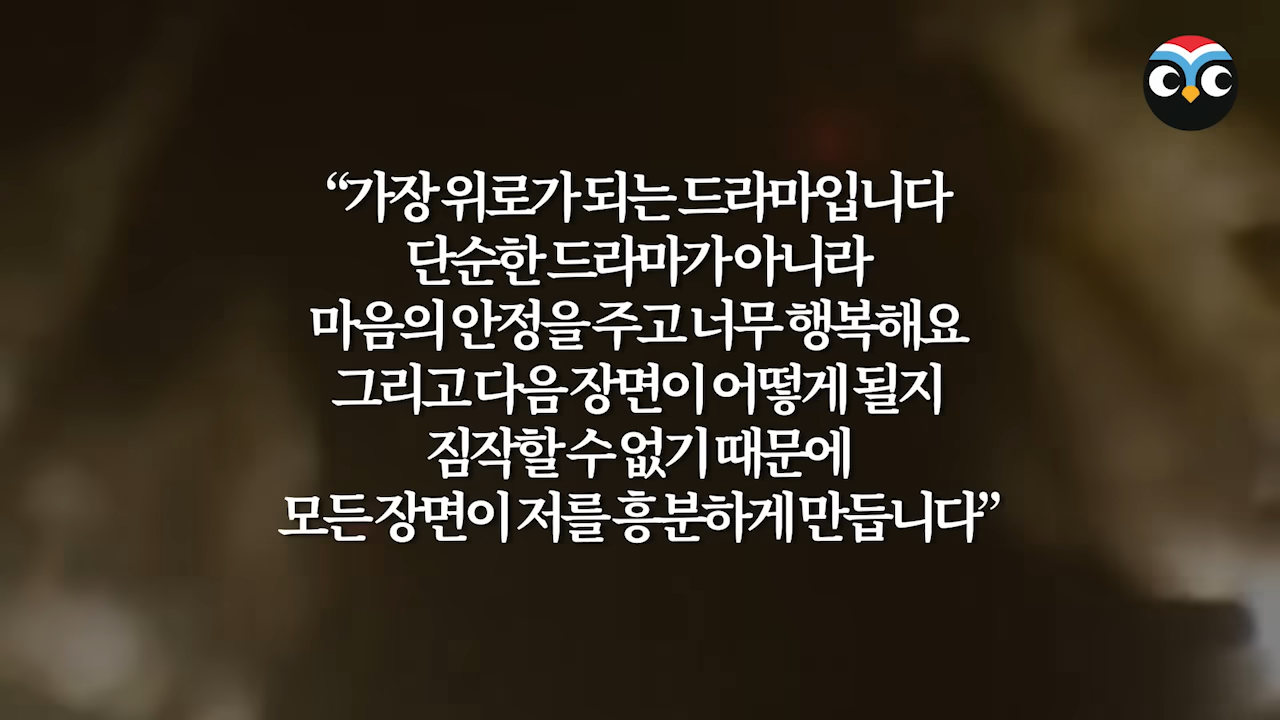 “가장 위로가 되는 드라마입니다
단순한 드라마가 아니라
마음의 안정을 주고 너무 행복해요
그리고 다음 장면이 어떻게 될지
짐작할 수 없기 때문에
모든 장면이 저를 흥분하게 만듭니다”